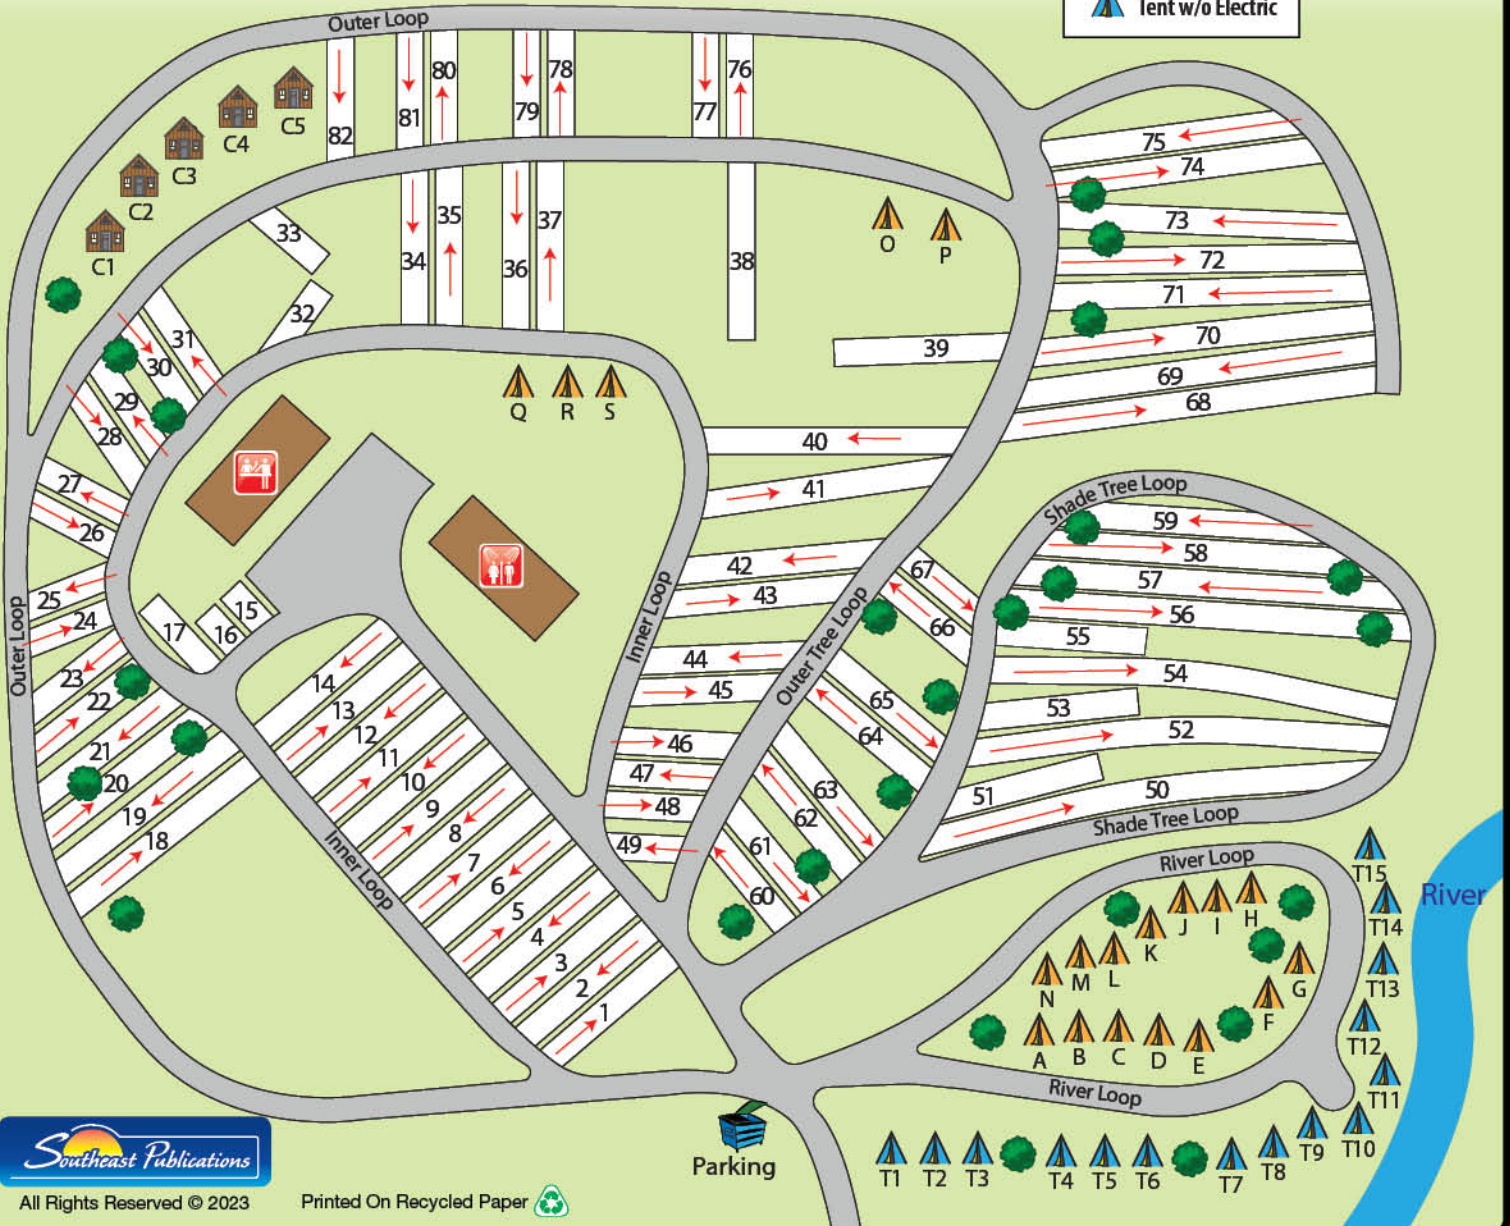 Outer Loop
Tent w/o Electric
C5
C4
C3
C2
C1
82
81
80
79
78
77
76
75
74
73
72
71
70
69
68
33
32
31
30
29
28
27
26
25
24
23
22
21
20
19
18
34
35
36
37
38
39
O
P
Q
R
S
40
41
42
43
44
45
46
47
48
49
17
16
15
14
13
12
11
10
9
8
7
6
5
4
3
2
1
Outer Loop
Inner Loop
Inner Loop
Outer Tree Loop
67
66
65
64
63
62
61
60
Shade Tree Loop
59
58
57
56
55
54
53
52
51
50
Shade Tree Loop
River Loop
J
I
H
K
L
M
N
G
F
A
B
C
D
E
River Loop
River
T15
T14
T13
T12
T11
T10
T9
T8
T7
T6
T5
T4
T3
T2
T1
Parking
Southeast Publications
All Rights Reserved © 2023
Printed On Recycled Paper